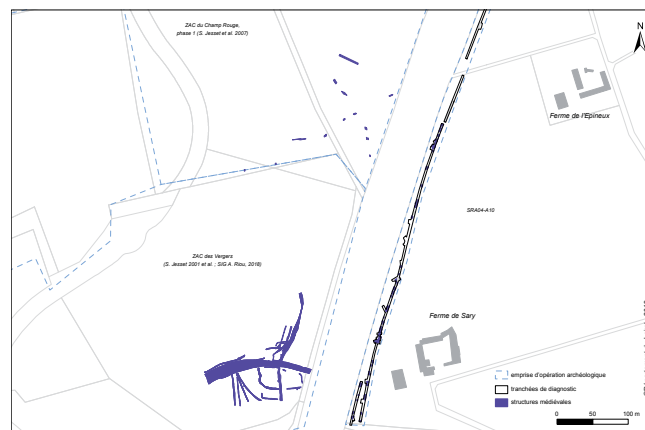 ZAC du Champ Rouge,
phase 1 (S. Jesset et al. 2007)
N
Ferme de l'Epineux
SRA04-A10
ZAC des Vergers
(S. Jesset 2001 et al. ; SIG A. Riou, 2018)
Ferme de Sary
emprise d'opération archéologique
tranchées de diagnostic
structures médiévales
0 50 100 m